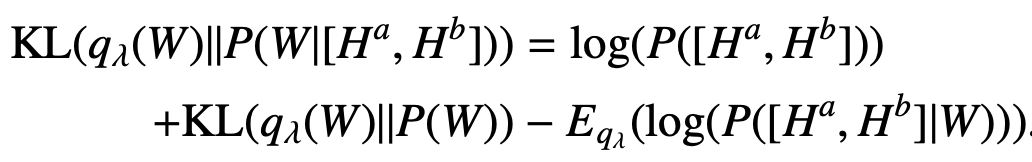 KL(q_λ(W)||P(W|[H^a, H^b])) = log(P([H^a, H^b]))
+KL(q_λ(W)||P(W)) − E_{q_λ}(log(P([H^a, H^b]|W))).